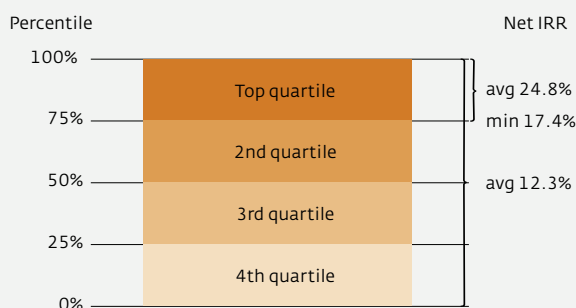 Percentile Net IRR
100%
Top quartile avg 24.8%
75% min 17.4%
2nd quartile
50% avg 12.3%
3rd quartile
25%
4th quartile
0%